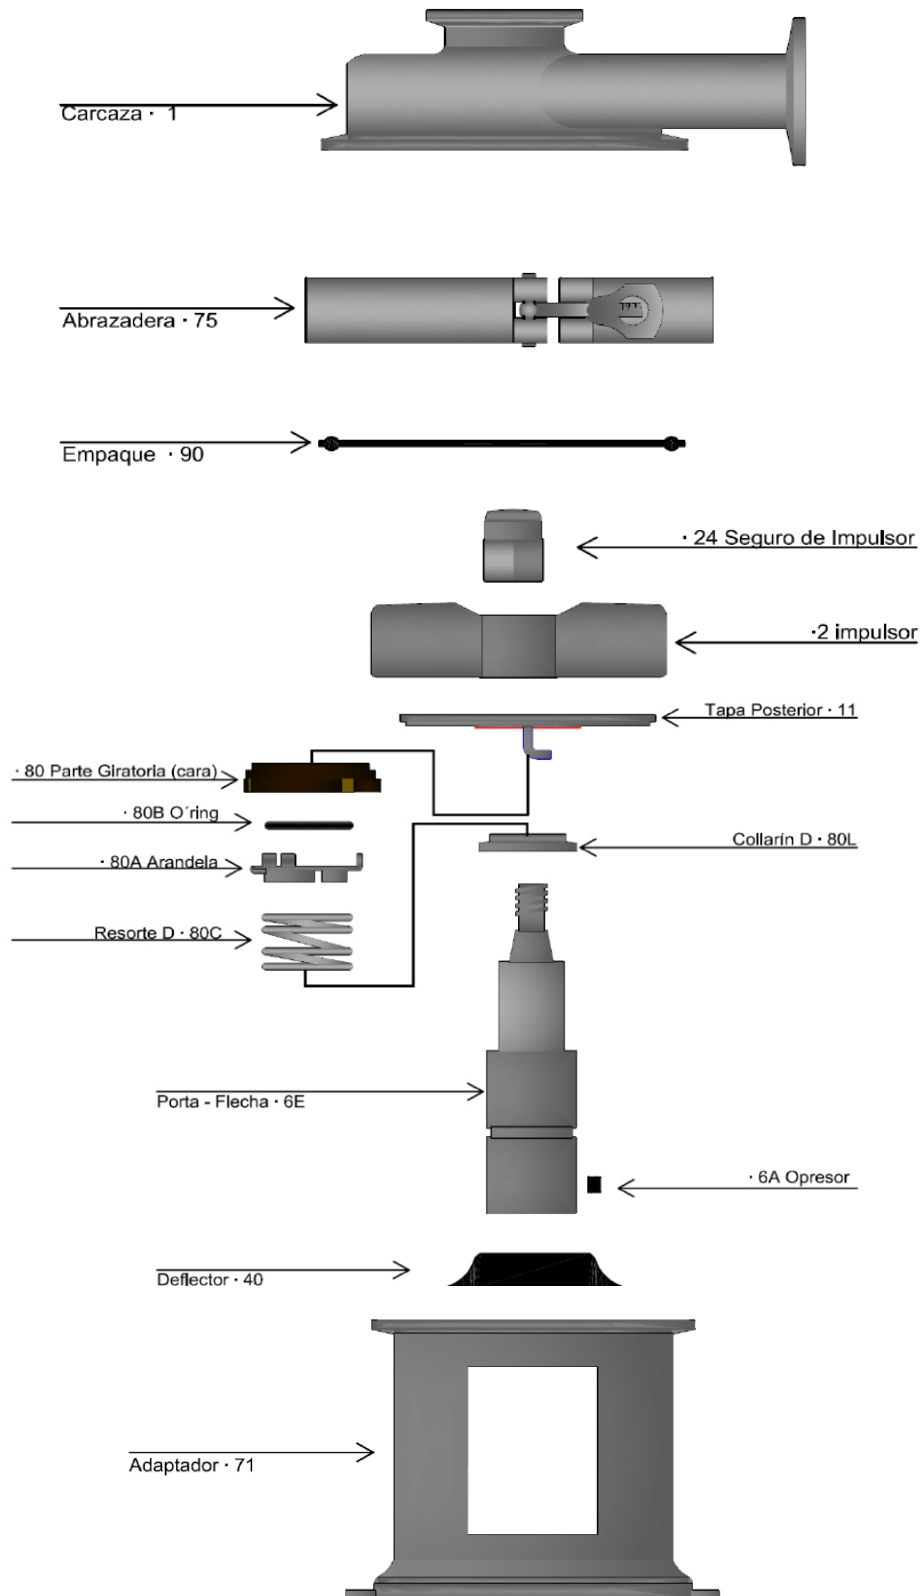 Carcaza · 1
Abrazadera · 75
Empaque · 90
· 24 Seguro de Impulsor
·2 impulsor
Tapa Posterior · 11
· 80 Parte Giratoria (cara)
· 80B O´ring
Collarín D · 80L
· 80A Arandela
Resorte D · 80C
Porta - Flecha · 6E
· 6A Opresor
Deflector · 40
Adaptador · 71